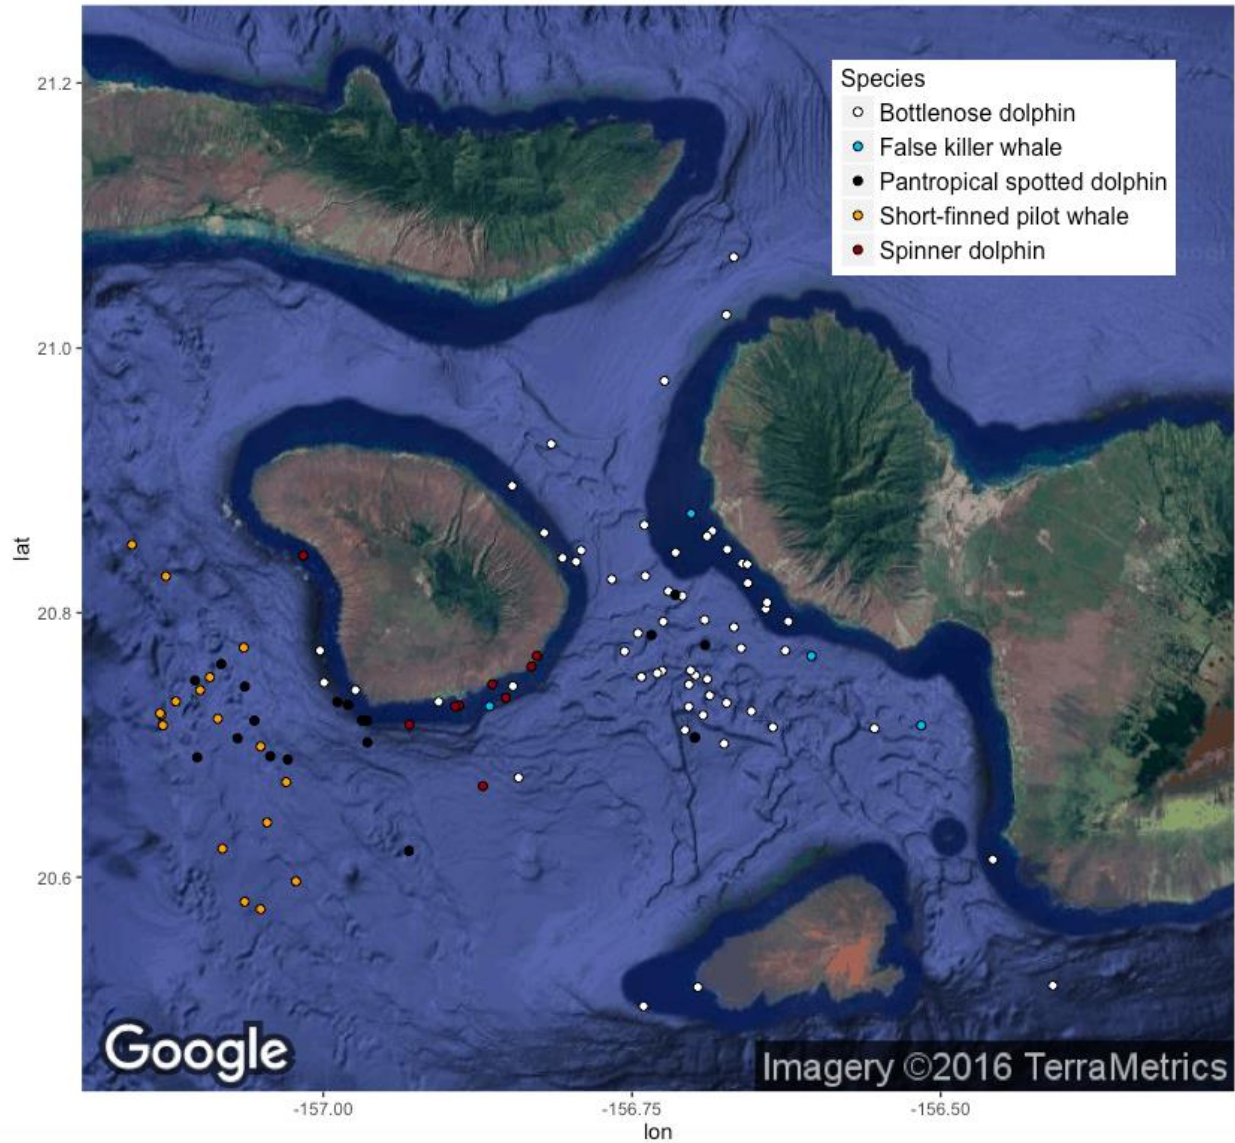 Species
Bottlenose dolphin
False killer whale
Pantropical spotted dolphin
Short-finned pilot whale
Spinner dolphin
21.2
21.0
20.8
20.6
lat
Google
Imagery ©2016 TerraMetrics
-157.00
-156.75
-156.50
lon